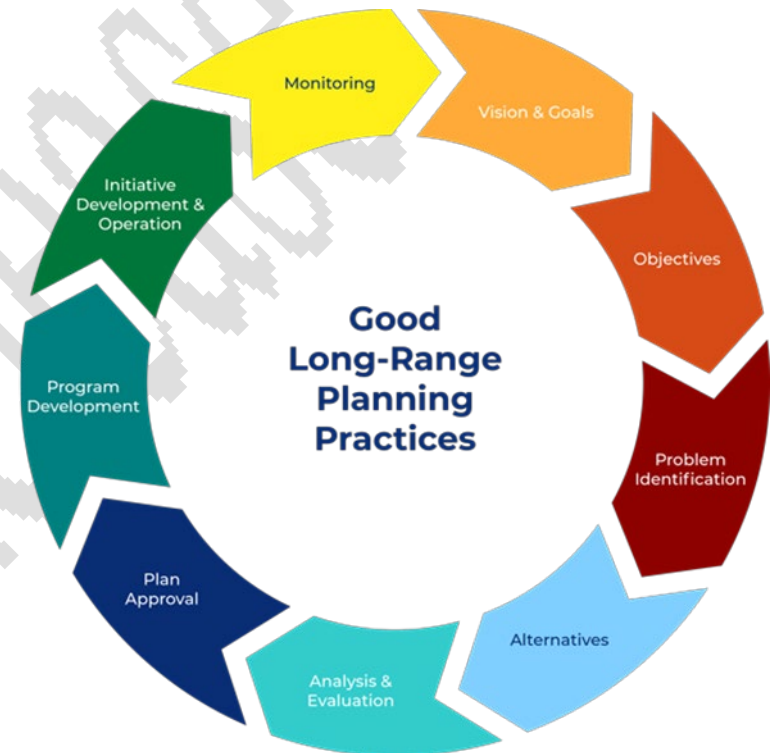 Good
Long-Range
Planning
Practices
Vision & Goals
Objectives
Problem
Identification
Alternatives
Analysis &
Evaluation
Plan
Approval
Program
Development
Initiative
Development &
Operation
Monitoring